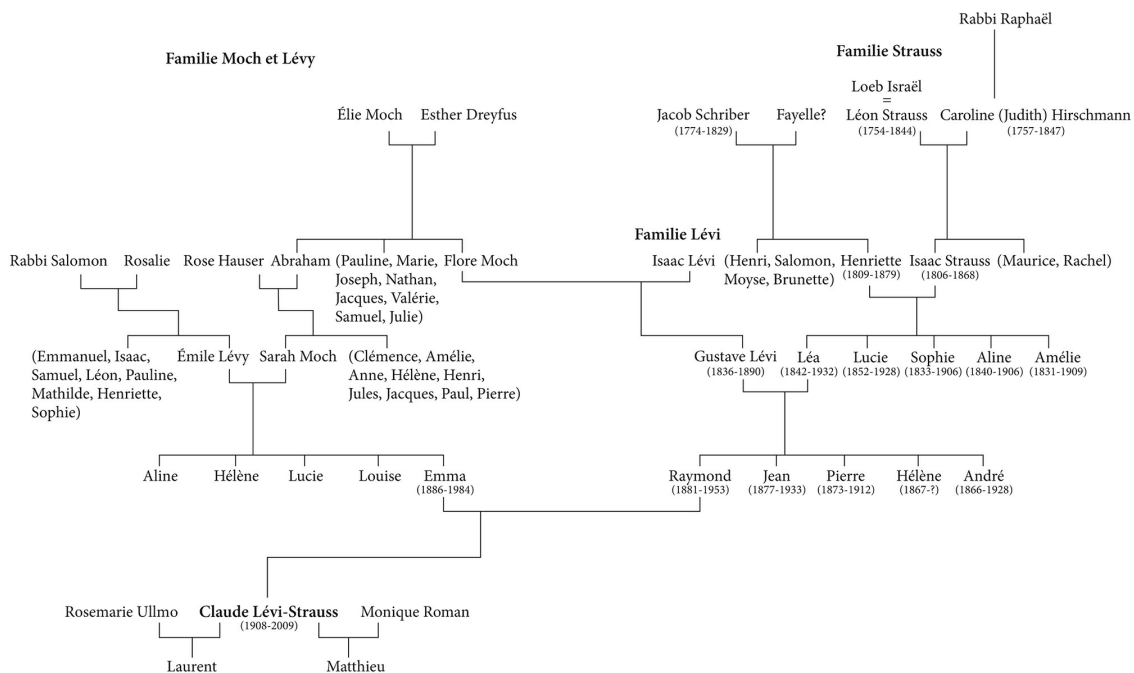 Rabbi Raphaël
Familie Moch et Lévy
Familie Strauss
Loeb Israël
=
Élie Moch Esther Dreyfus Jacob Schriber Fayelle? Léon Strauss Caroline (Judith) Hirschmann
(1774-1829) (1754-1844) (1757-1847)
Familie Lévi
Rabbi Salomon Rosalie Rose Hauser Abraham (Pauline, Marie, Flore Moch Isaac Lévi (Henri, Salomon, Henriette Isaac Strauss (Maurice, Rachel)
Joseph, Nathan, Moyse, Brunette) (1809-1879) (1806-1868)
Jacques, Valérie,
Samuel, Julie)
(Emmanuel, Isaac, Émile Lévy Sarah Moch (Clémence, Amélie, Gustave Lévi Léa Lucie Sophie Aline Amélie
Samuel, Léon, Pauline, Anne, Hélène, Henri, (1836-1890) (1842-1932) (1852-1928) (1833-1906) (1840-1906) (1831-1909)
Mathilde, Henriette, Jules, Jacques, Paul, Pierre)
Sophie)
Aline Hélène Lucie Louise Emma Raymond Jean Pierre Hélène André
(1886-1984) (1881-1953) (1877-1933) (1873-1912) (1867-?) (1866-1928)
Rosemarie Ullmo Claude Lévi-Strauss Monique Roman
(1908-2009)
Laurent Matthieu